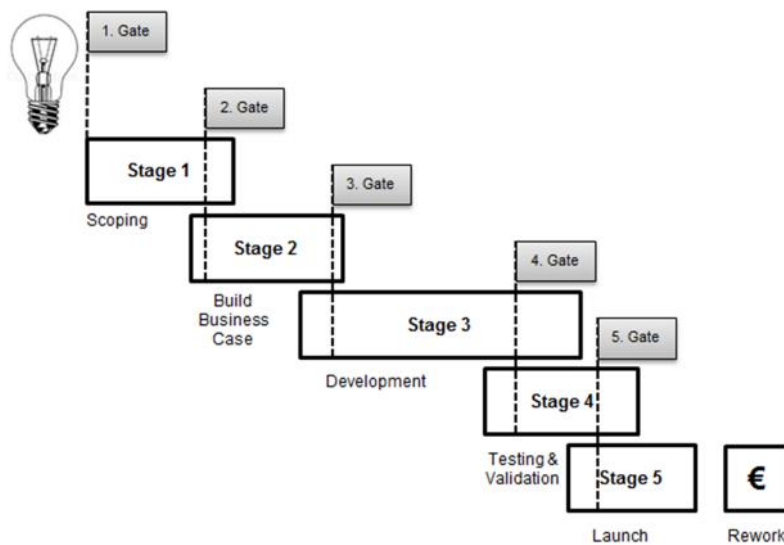 1. Gate
2. Gate
Stage 1
3. Gate
Scoping
Stage 2
4. Gate
Build
Business
Case
Stage 3
5. Gate
Development
Stage 4
Testing &
Validation
Stage 5
€
Launch
Rework